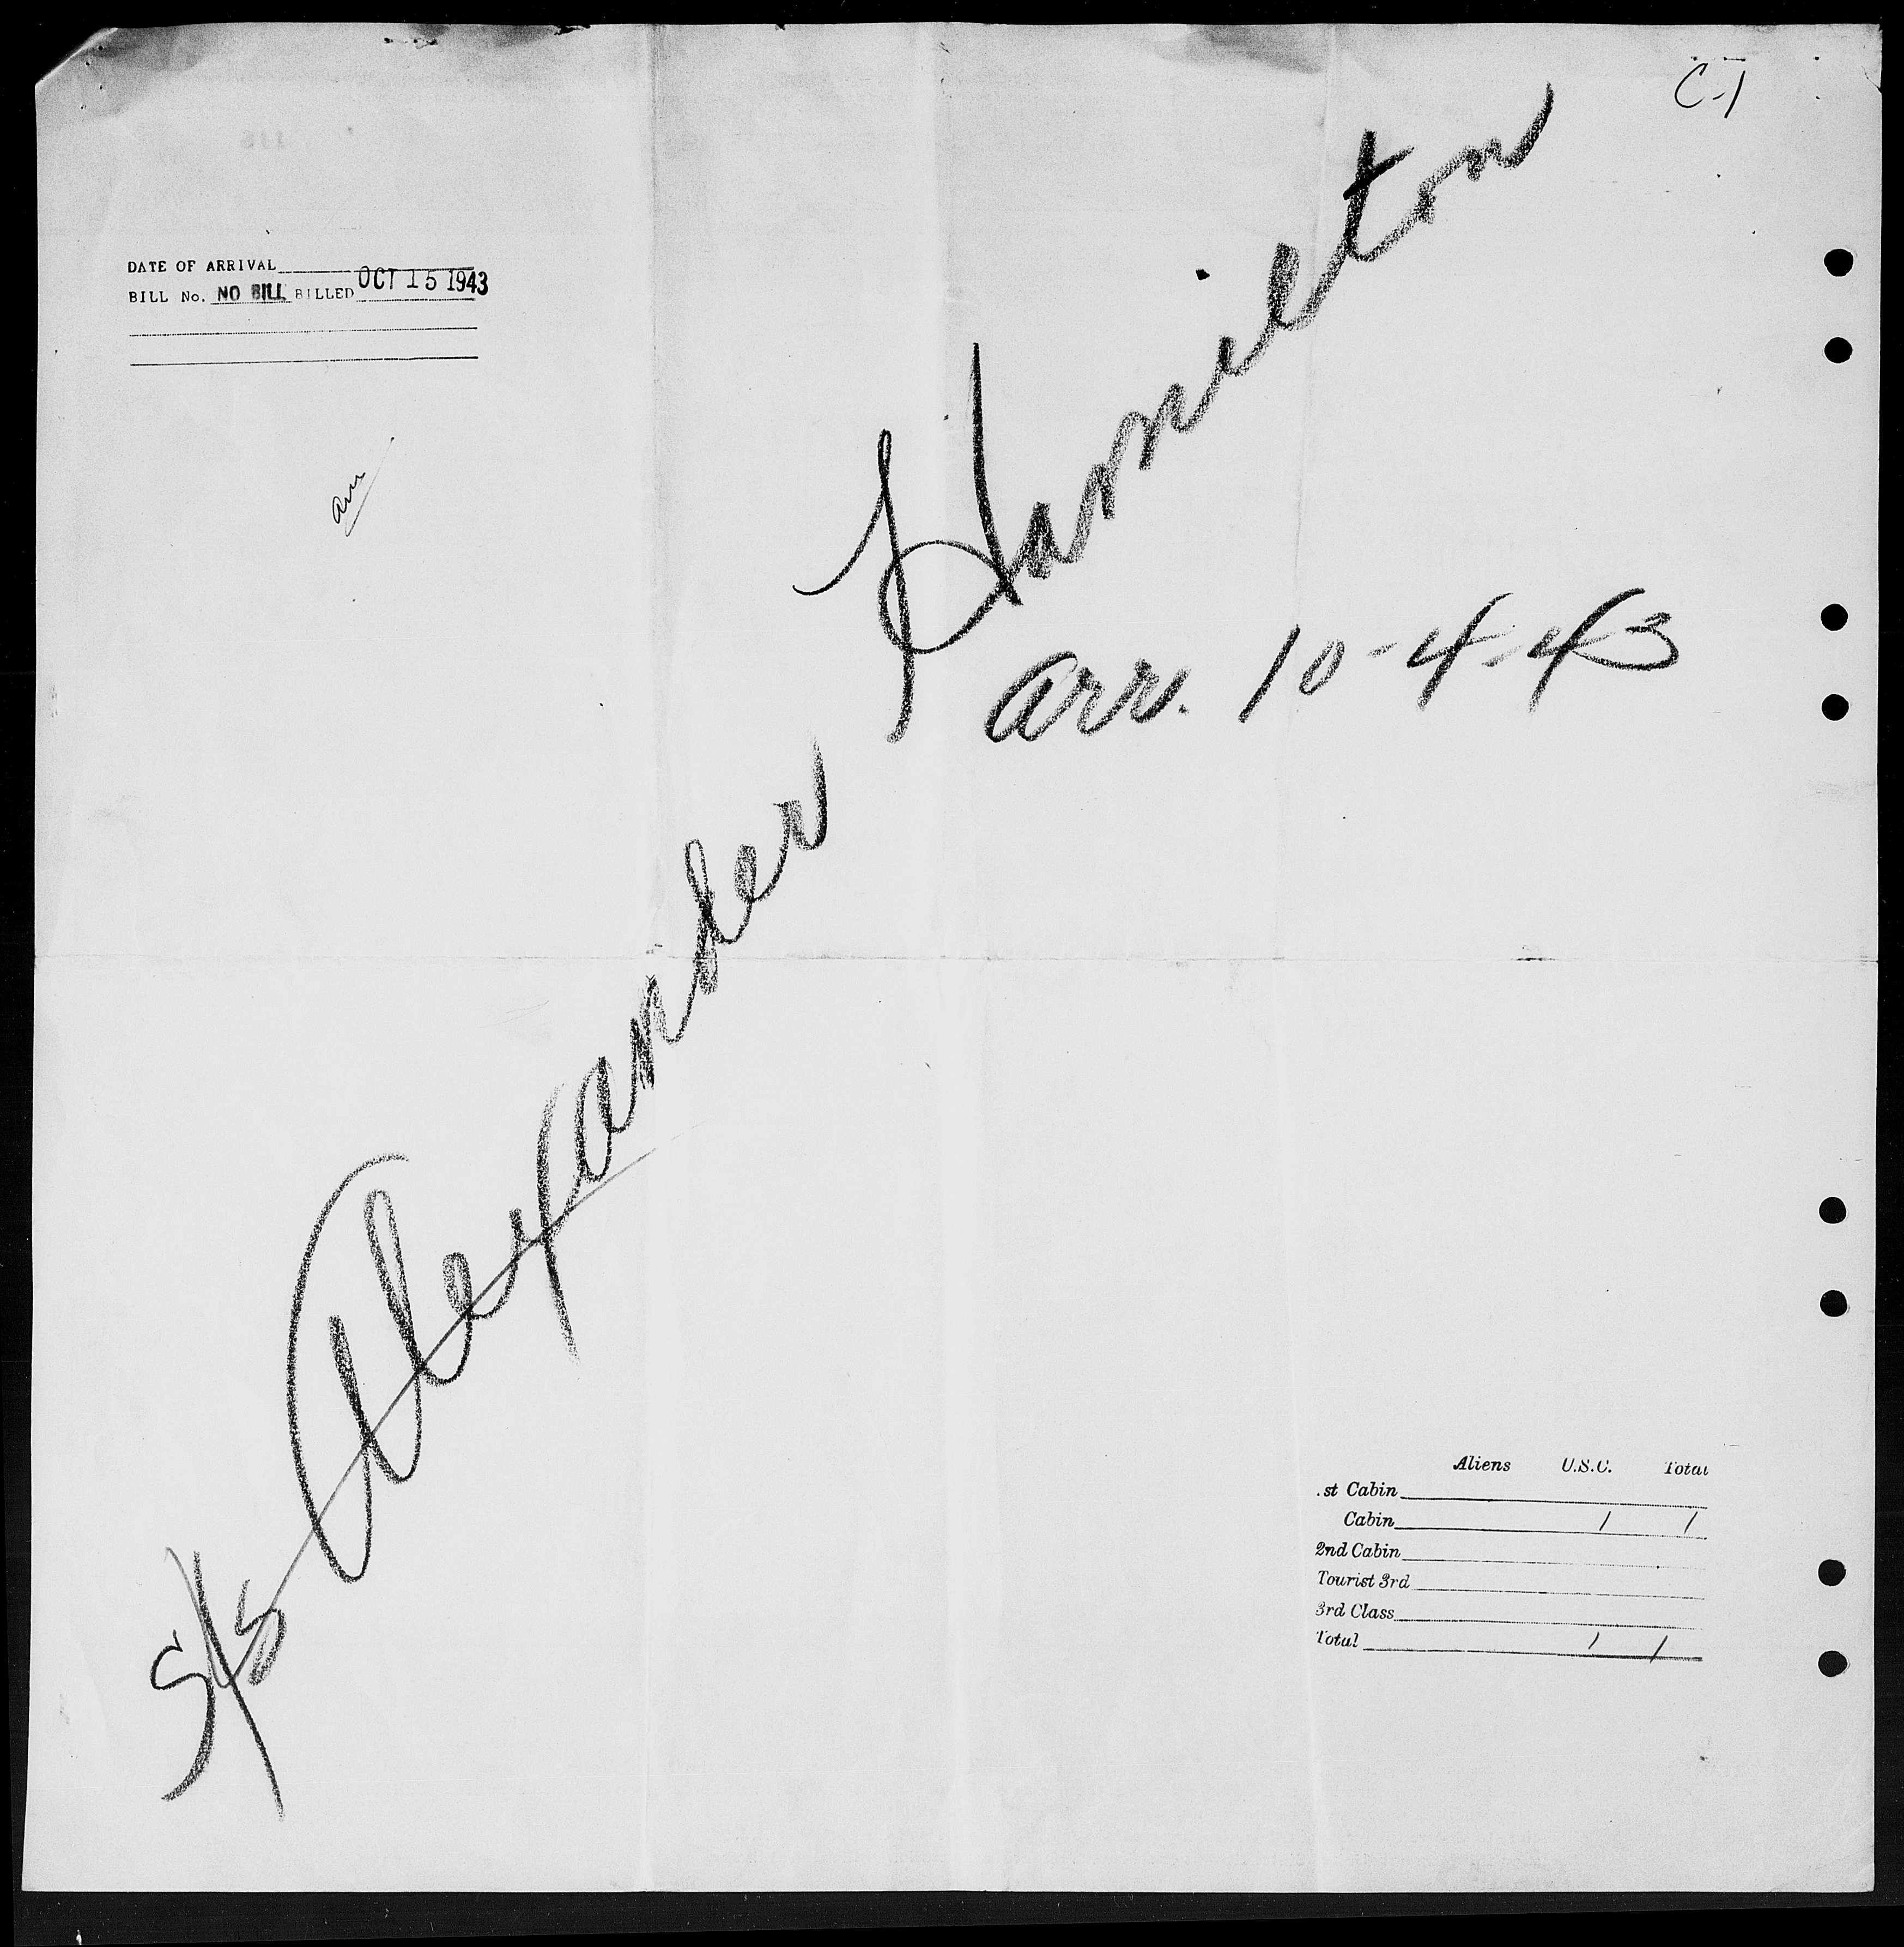 C-1
DATE OF ARRIVAL
BILL No. NO BILL BILLED OCT 15 1943
S/S Alexander Hamilton
arr. 10-4-43
Aliens U.S.C. Total
st Cabin
Cabin 1 1
2nd Cabin
Tourist 3rd
3rd Class
Total 1 1